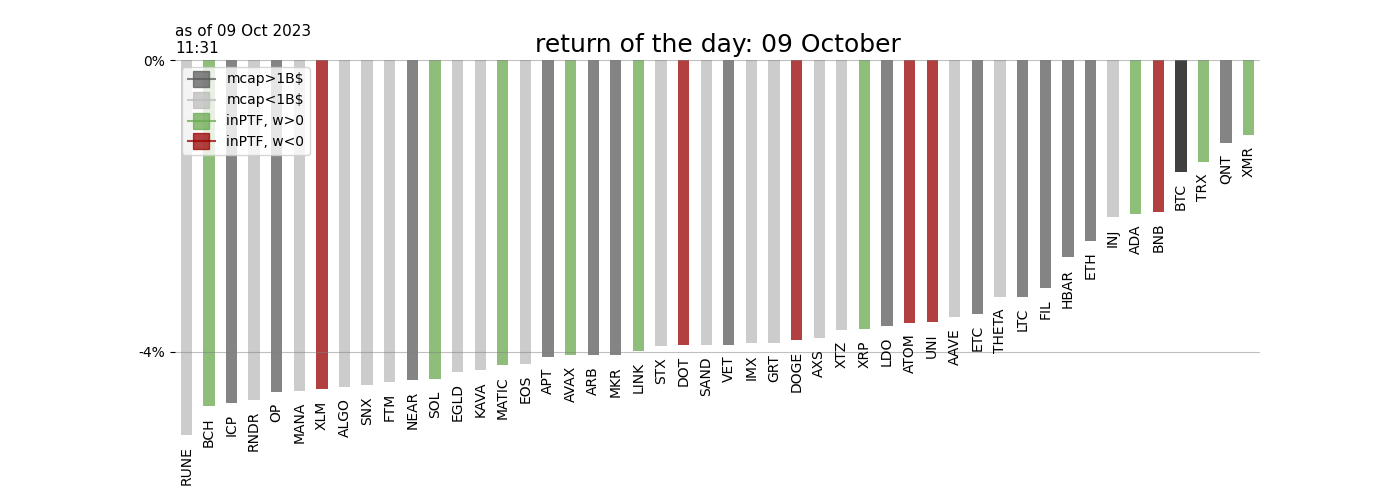 as of 09 Oct 2023
11:31
return of the day: 09 October
0%
mcap>1B$
mcap<1B$
inPTF, w>0
inPTF, w<0
-4%
RUNE
BCH
ICP
RNDR
OP
MANA
XLM
ALGO
SNX
FTM
NEAR
SOL
EGLD
KAVA
MATIC
EOS
APT
AVAX
ARB
MKR
LINK
STX
DOT
SAND
VET
IMX
GRT
DOGE
AXS
XTZ
XRP
LDO
ATOM
UNI
AAVE
ETC
THETA
LTC
FIL
HBAR
ETH
INJ
ADA
BNB
BTC
TRX
QNT
XMR